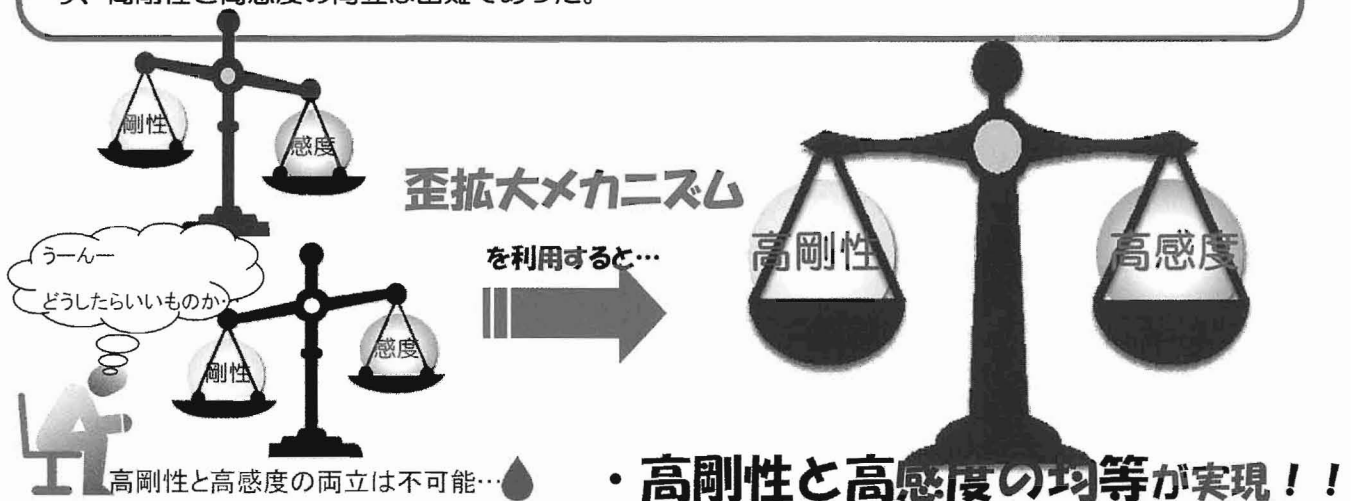 高剛性と高感度の両立は困難であった。
剛性
感度
うーんー
どうしたらいいものか…
剛性
感度
高剛性と高感度の両立は不可能…
歪拡大メカニズム
を利用すると…
高剛性
高感度
・高剛性と高感度の均等が実現！！